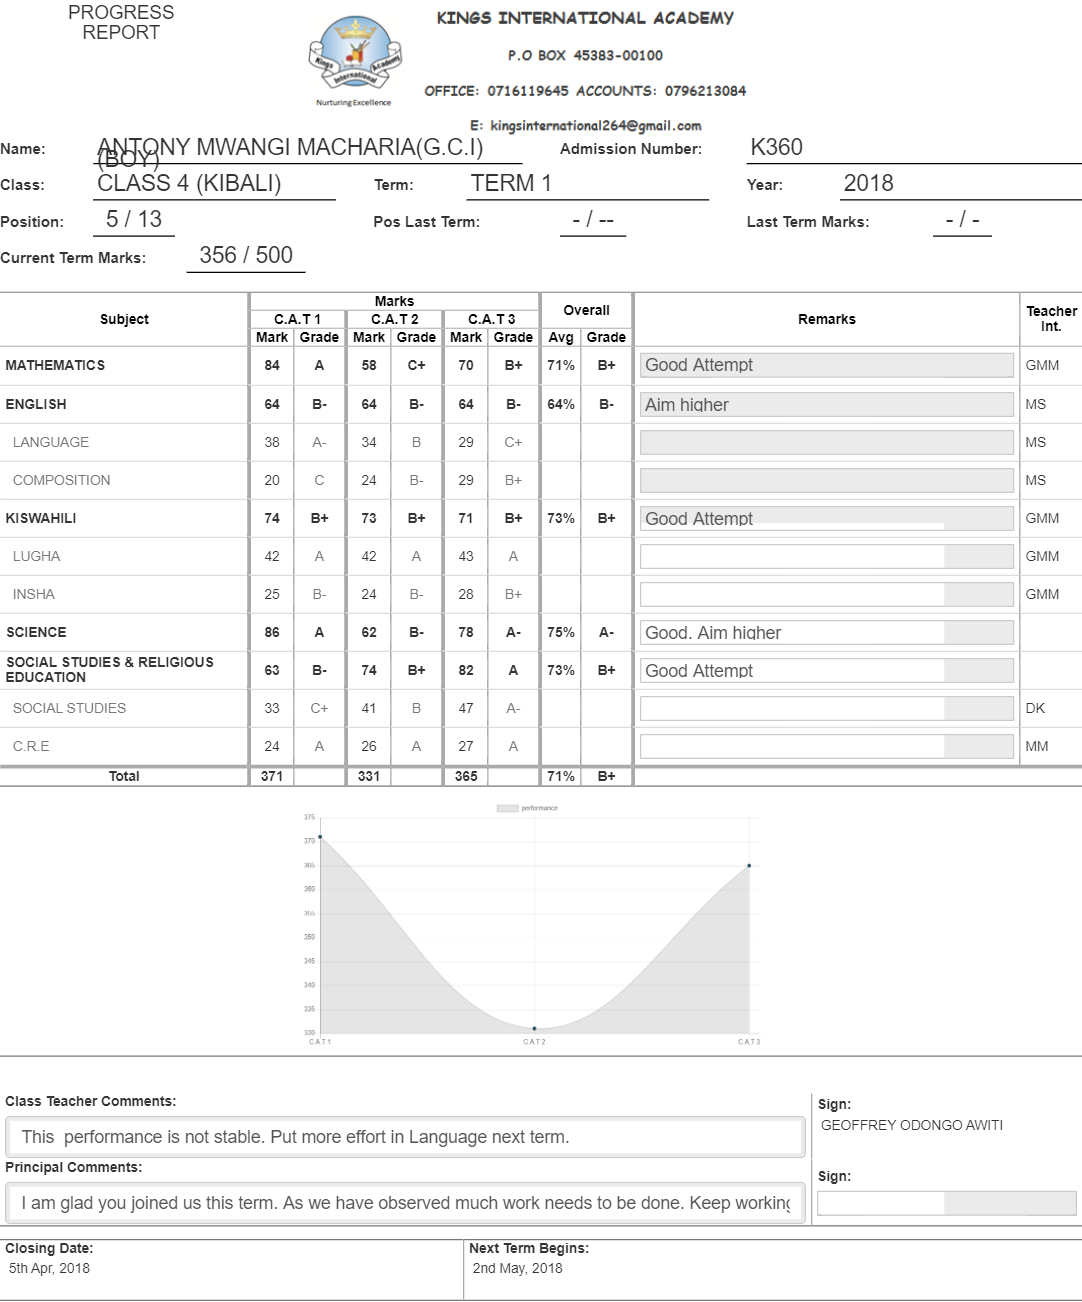 PROGRESS
REPORT
KINGS INTERNATIONAL ACADEMY
P.O BOX 45383-00100
OFFICE: 0716119645 ACCOUNTS: 0796213084
E: kingsinternational264@gmail.com
Kings International Academy
Nurturing Excellence
Name: ANTONY MWANGI MACHARIA(G.C.I) (BOY) Admission Number: K360
Class: CLASS 4 (KIBALI) Term: TERM 1 Year: 2018
Position: 5 / 13 Pos Last Term: - / -- Last Term Marks: - / -
Current Term Marks: 356 / 500
Subject Marks Overall Remarks Teacher Int.
C.A.T 1 C.A.T 2 C.A.T 3
Mark Grade Mark Grade Mark Grade Avg Grade
MATHEMATICS 84 A 58 C+ 70 B+ 71% B+ Good Attempt GMM
ENGLISH 64 B- 64 B- 64 B- 64% B- Aim higher MS
LANGUAGE 38 A- 34 B 29 C+ MS
COMPOSITION 20 C 24 B- 29 B+ MS
KISWAHILI 74 B+ 73 B+ 71 B+ 73% B+ Good Attempt GMM
LUGHA 42 A 42 A 43 A GMM
INSHA 25 B- 24 B- 28 B+ GMM
SCIENCE 86 A 62 B- 78 A- 75% A- Good. Aim higher
SOCIAL STUDIES & RELIGIOUS EDUCATION 63 B- 74 B+ 82 A 73% B+ Good Attempt
SOCIAL STUDIES 33 C+ 41 B 47 A- DK
C.R.E 24 A 26 A 27 A MM
Total 371 331 365 71% B+
performance
375
370
365
360
355
350
345
340
335
330
C.A.T 1 C.A.T 2 C.A.T 3
Class Teacher Comments:
This performance is not stable. Put more effort in Language next term.
Sign:
GEOFFREY ODONGO AWITI
Principal Comments:
I am glad you joined us this term. As we have observed much work needs to be done. Keep working
Sign:
Closing Date:
5th Apr, 2018
Next Term Begins:
2nd May, 2018